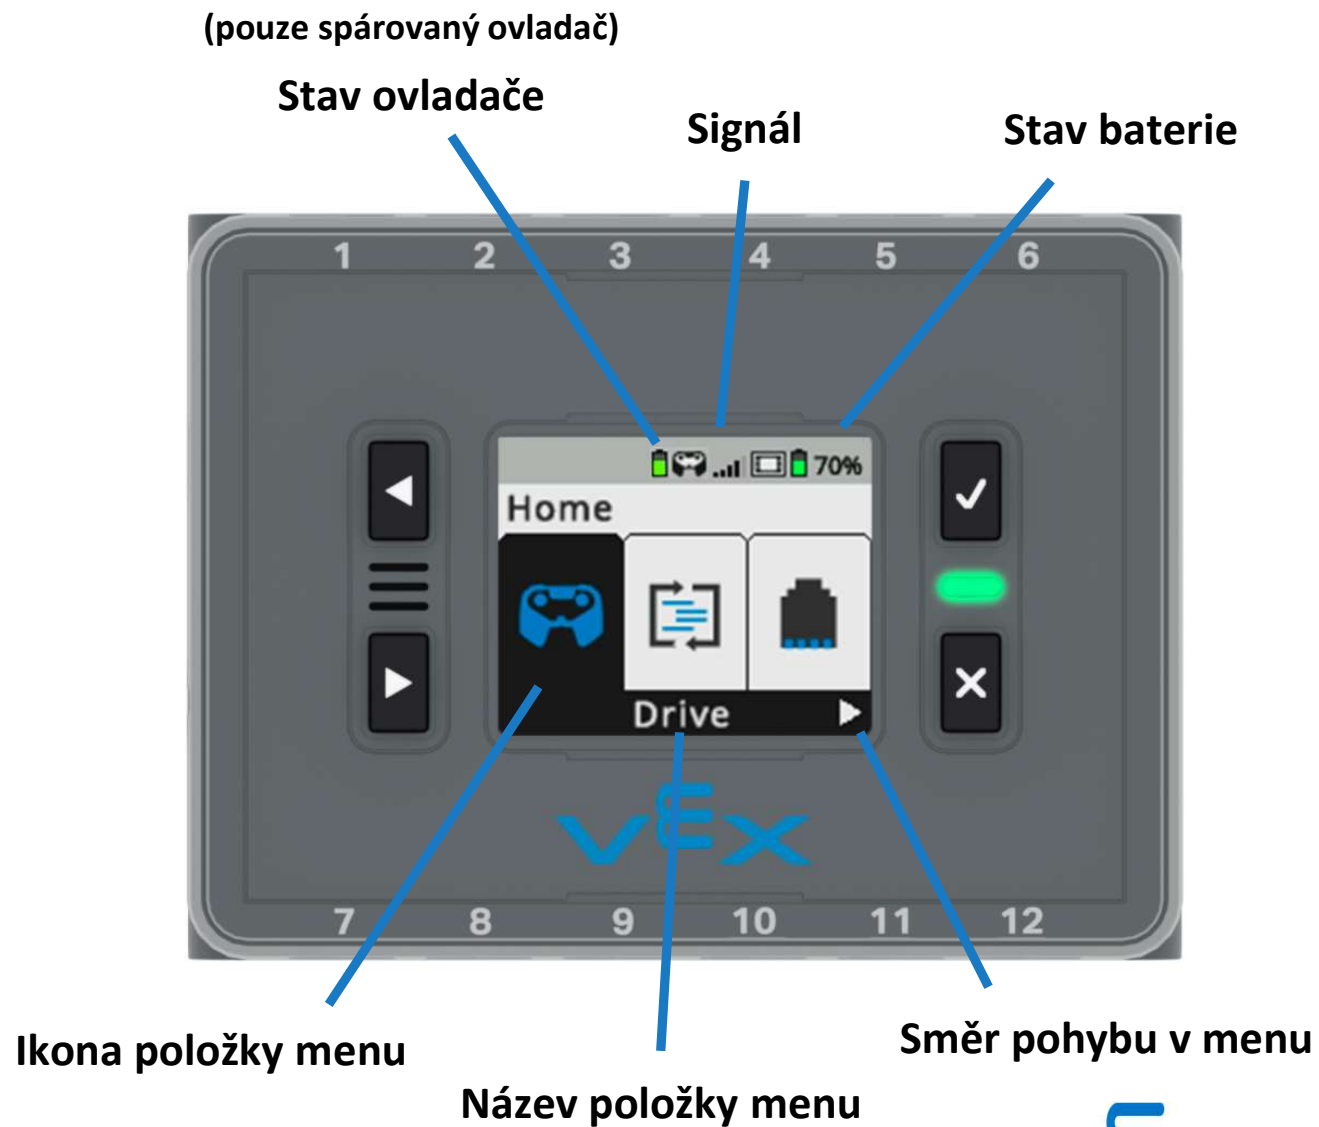 (pouze spárovaný ovladač)
Stav ovladače
Signál
Stav baterie
1 2 3 4 5 6
70%
Home
Drive
VEX
7 8 9 10 11 12
Ikona položky menu
Směr pohybu v menu
Název položky menu